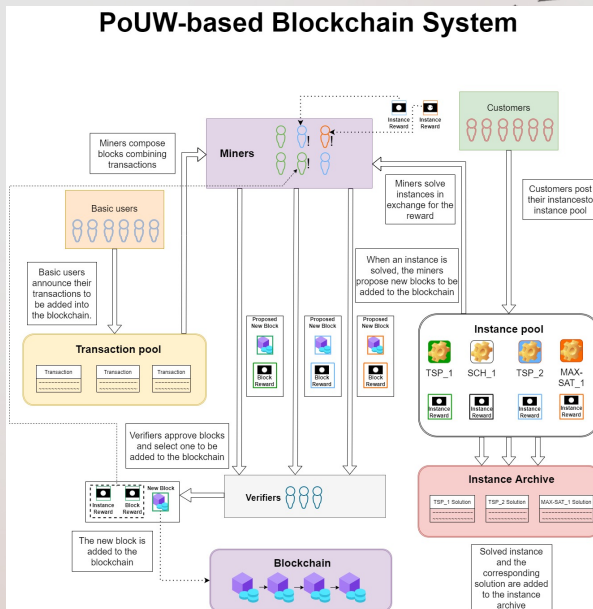 PoUW-based Blockchain System
Customers
Instance
Reward
Instance
Reward
Miners
Miners compose
blocks combining
transactions
Miners solve
instances in
exchange for the
reward
Customers post
their instancesto
instance pool
Basic users
When an instance is
solved, the miners
propose new blocks to be
added to the blockchain
Basic users
announce their
transactions to
be added into
the blockchain.
Proposed
New Block
Block
Reward
Proposed
New Block
Block
Reward
Proposed
New Block
Block
Reward
Instance pool
TSP_1
SCH_1
TSP_2
MAX-
SAT_1
Instance
Reward
Instance
Reward
Instance
Reward
Instance
Reward
Transaction pool
Transaction
Transaction
Transaction
Verifiers approve blocks
and select one to be
added to the blockchain
Instance Archive
TSP_1 Solution
TSP_2 Solution
MAX-SAT_1 Solution
New Block
Instance
Reward
Block
Reward
Verifiers
The new block is
added to the
blockchain
Blockchain
Solved instance
and the
corresponding
solution are added
to the instance
archive